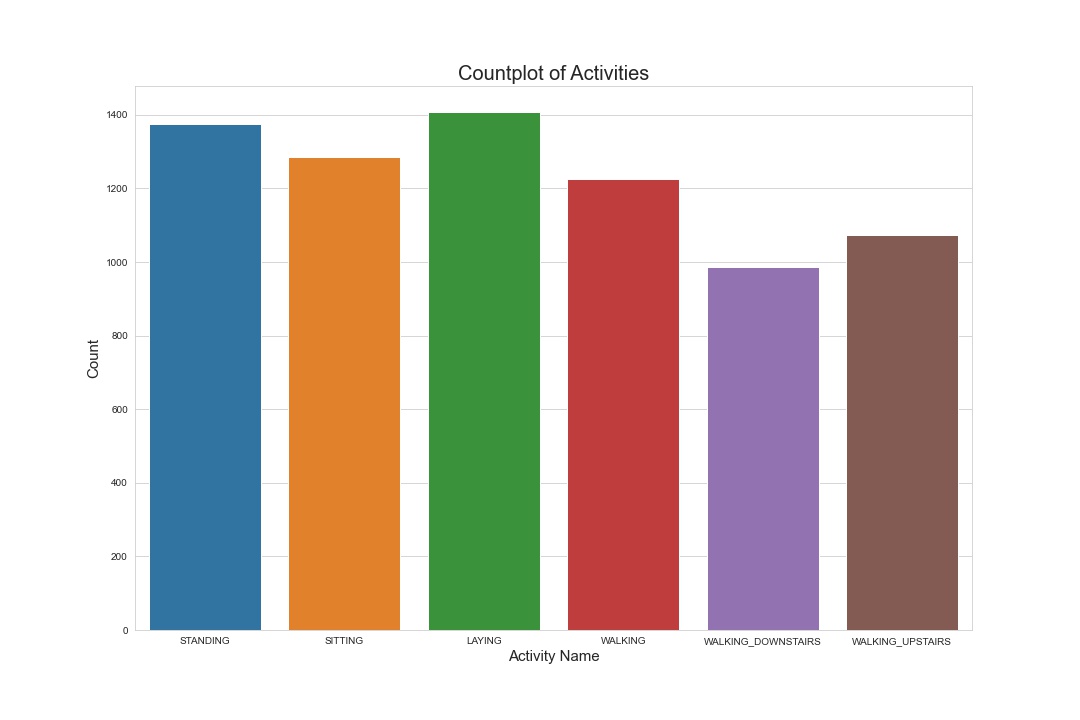 Countplot of Activities
1400
1200
1000
800
600
400
200
0
Count
STANDING
SITTING
LAYING
WALKING
WALKING_DOWNSTAIRS
WALKING_UPSTAIRS
Activity Name